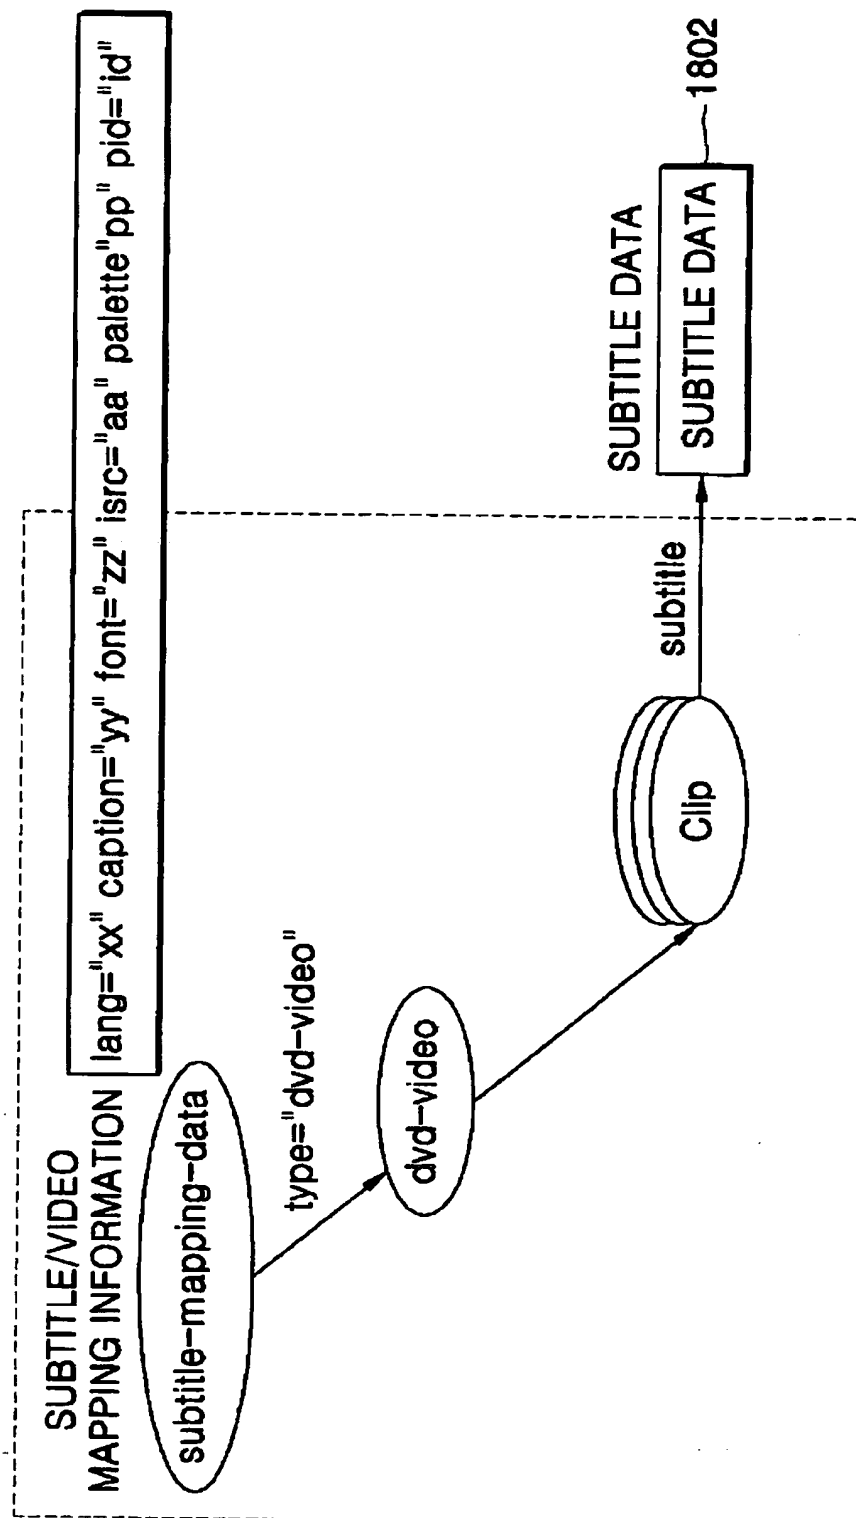 SUBTITLE/VIDEO
MAPPING INFORMATION
lang="xx" caption="yy" font="zz" isrc="aa" palette"pp" pid="id"
subtitle-mapping-data
type="dvd-video"
dvd-video
Clip
subtitle
SUBTITLE DATA
SUBTITLE DATA
1802